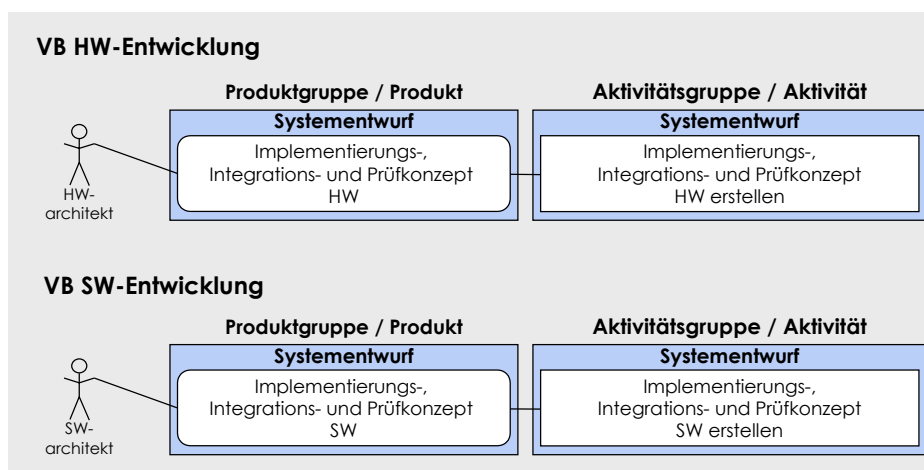 VB HW-Entwicklung
Produktgruppe / Produkt
Aktivitätsgruppe / Aktivität
Systementwurf
Systementwurf
HW-
architekt
Implementierungs-,
Integrations- und Prüfkonzept
HW
Implementierungs-,
Integrations- und Prüfkonzept
HW erstellen
VB SW-Entwicklung
Produktgruppe / Produkt
Aktivitätsgruppe / Aktivität
Systementwurf
Systementwurf
SW-
architekt
Implementierungs-,
Integrations- und Prüfkonzept
SW
Implementierungs-,
Integrations- und Prüfkonzept
SW erstellen